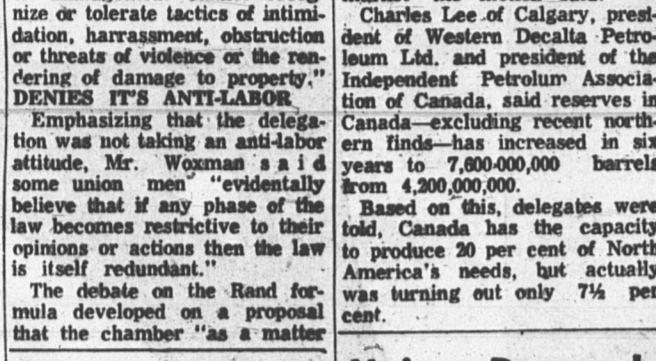 nize or tolerate tactics of intimi-
dation, harrassment, obstruction
or threats of violence or the ren-
dering of damage to property."
DENIES IT'S ANTI-LABOR
Emphasizing that the delega-
tion was not taking an anti-labor
attitude, Mr. Woxman said
some union men "evidentally
believe that if any phase of the
law becomes restrictive to their
opinions or actions then the law
is itself redundant."
The debate on the Rand for-
mula developed on a proposal
that the chamber "as a matter
Charles Lee of Calgary, presi-
dent of Western Decalta Petro-
leum Ltd. and president of the
Independent Petrolum Associa-
tion of Canada, said reserves in
Canada—excluding recent north-
ern finds—has increased in six
years to 7,600,000,000 barrels
from 4,200,000,000.
Based on this, delegates were
told, Canada has the capacity
to produce 20 per cent of North
America's needs, but actually
was turning out only 7½ per
cent.